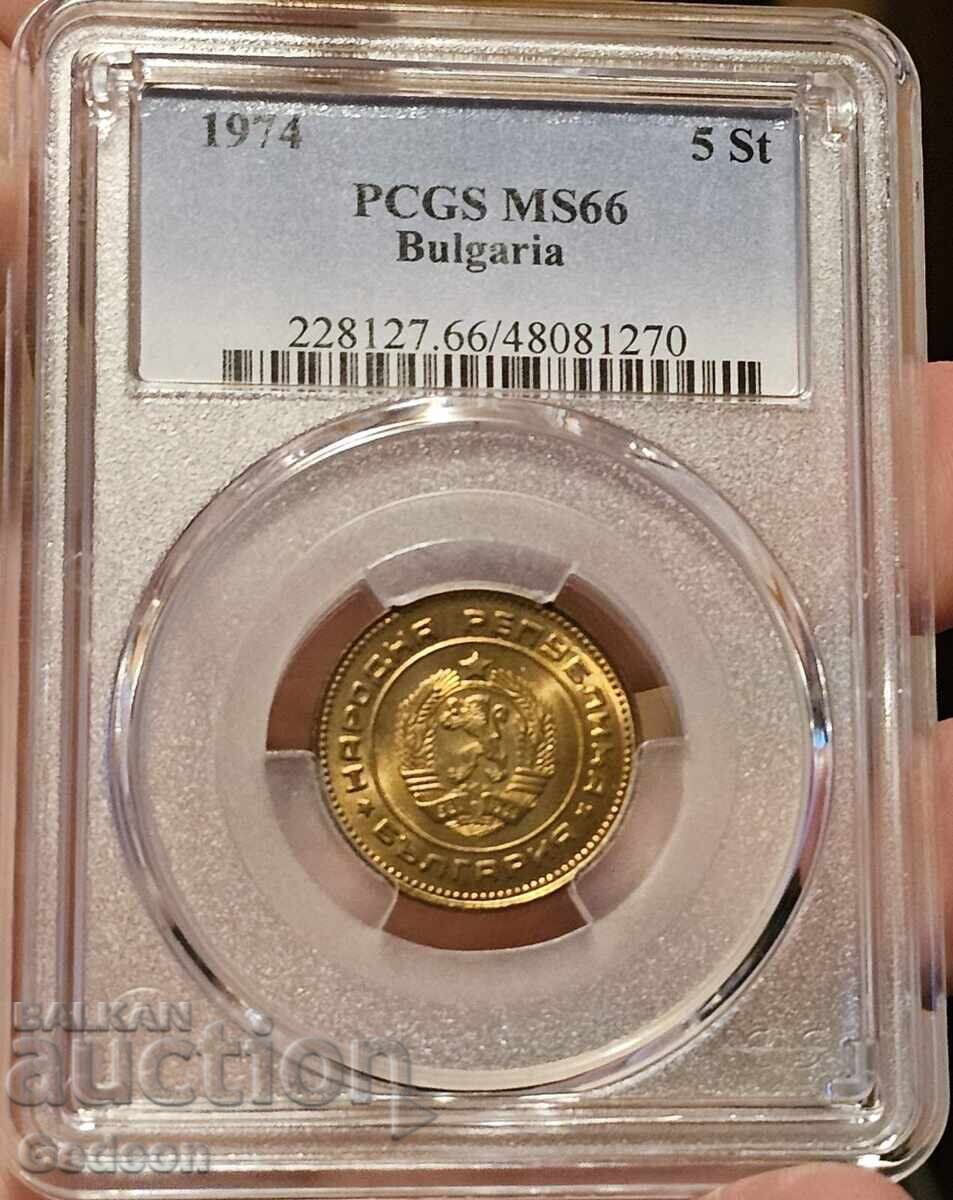 1974 5 St
PCGS MS66
Bulgaria
228127.66/48081270
НАРОДНА РЕПУБЛИКА
★ БЪЛГАРИЯ ★
BALKAN
auction
Gedeon